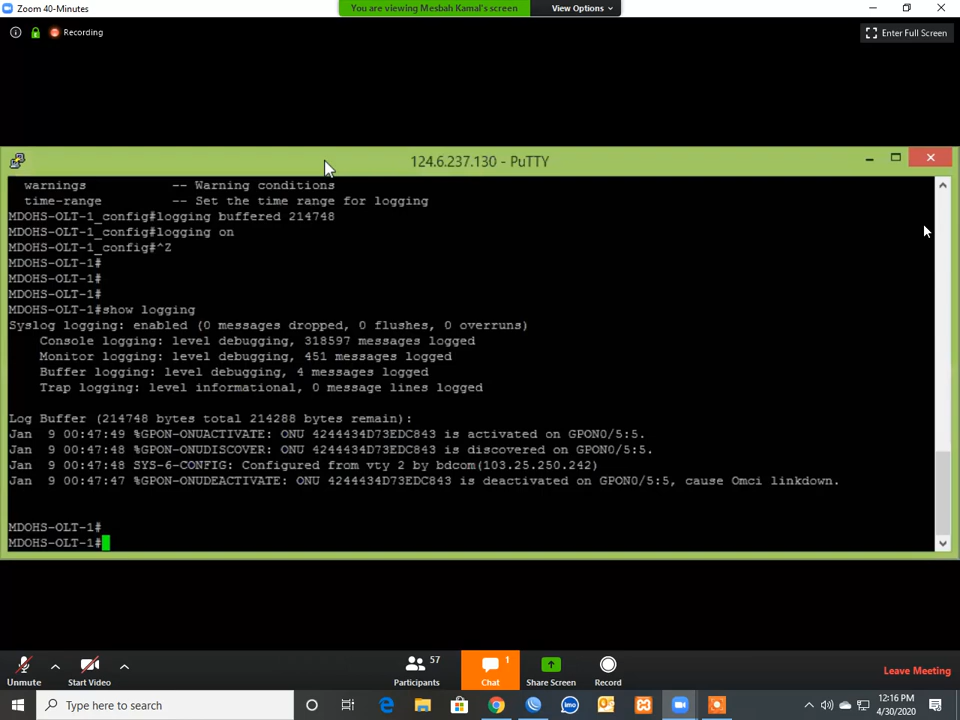 Zoom 40-Minutes
You are viewing Mesbah Kamal's screen
View Options
Recording
Enter Full Screen
124.6.237.130 - PuTTY
warnings -- Warning conditions
time-range -- Set the time range for logging
MDOHS-OLT-1_config#logging buffered 214748
MDOHS-OLT-1_config#logging on
MDOHS-OLT-1_config#^Z
MDOHS-OLT-1#
MDOHS-OLT-1#
MDOHS-OLT-1#
MDOHS-OLT-1#show logging
Syslog logging: enabled (0 messages dropped, 0 flushes, 0 overruns)
Console logging: level debugging, 318597 messages logged
Monitor logging: level debugging, 451 messages logged
Buffer logging: level debugging, 4 messages logged
Trap logging: level informational, 0 message lines logged
Log Buffer (214748 bytes total 214288 bytes remain):
Jan 9 00:47:49 %GPON-ONUACTIVATE: ONU 4244434D73EDC843 is activated on GPON0/5:5.
Jan 9 00:47:48 %GPON-ONUDISCOVER: ONU 4244434D73EDC843 is discovered on GPON0/5:5.
Jan 9 00:47:48 SYS-6-CONFIG: Configured from vty 2 by bdcom(103.25.250.242)
Jan 9 00:47:47 %GPON-ONUDEACTIVATE: ONU 4244434D73EDC843 is deactivated on GPON0/5:5, cause Omci linkdown.
MDOHS-OLT-1#
MDOHS-OLT-1#
Unmute
Start Video
57
Participants
1
Chat
Share Screen
Record
Leave Meeting
Type here to search
imo
12:16 PM
4/30/2020